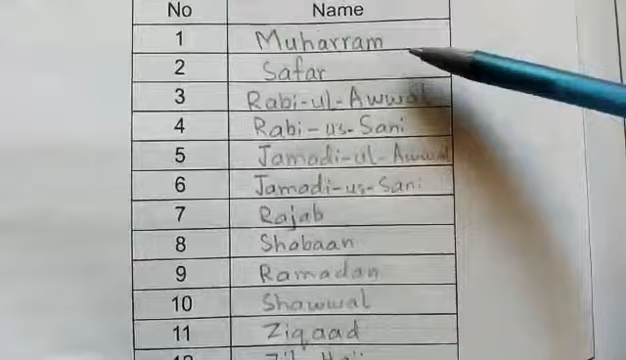 No Name
1 Muharram
2 Safar
3 Rabi-ul-Awwal
4 Rabi-us-Sani
5 Jamadi-ul-Awwal
6 Jamadi-us-Sani
7 Rajab
8 Shabaan
9 Ramadan
10 Shawwal
11 Ziqaad
12